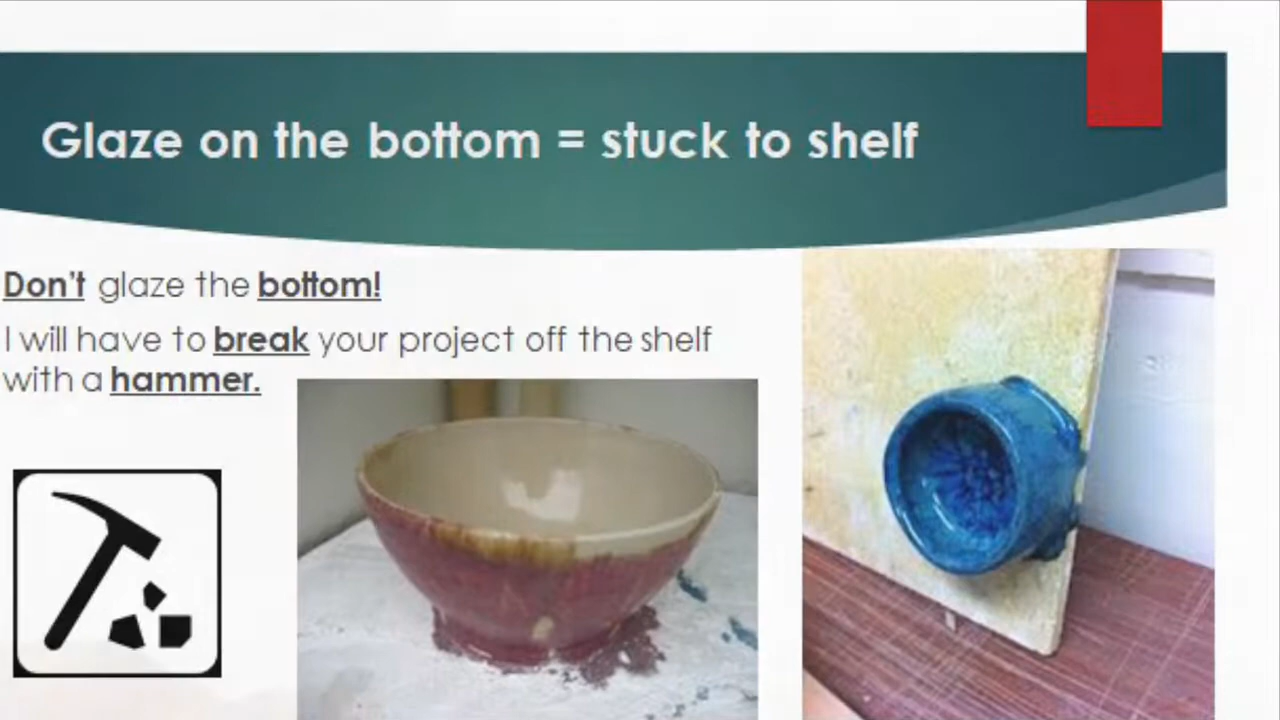 Glaze on the bottom = stuck to shelf
Don't glaze the bottom!
I will have to break your project off the shelf
with a hammer.